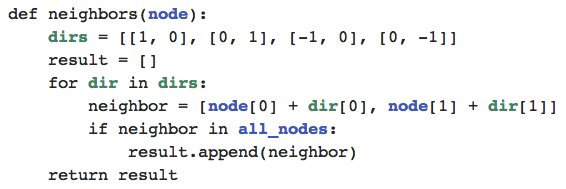 def neighbors(node):
    dirs = [[1, 0], [0, 1], [-1, 0], [0, -1]]
    result = []
    for dir in dirs:
        neighbor = [node[0] + dir[0], node[1] + dir[1]]
        if neighbor in all_nodes:
            result.append(neighbor)
    return result